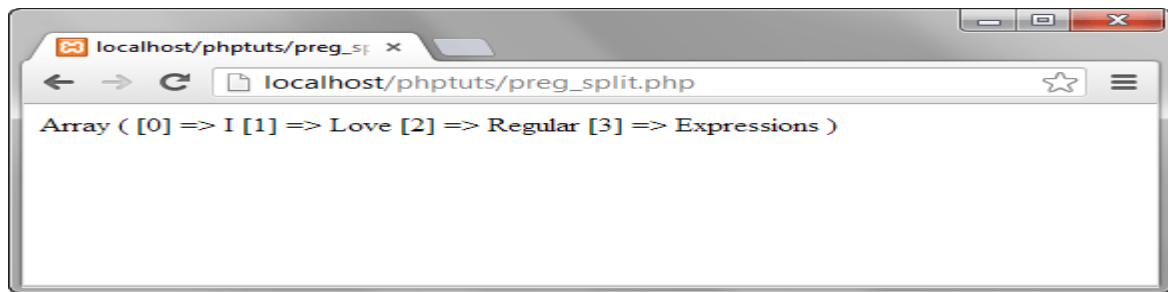 localhost/phptuts/preg_sp
localhost/phptuts/preg_split.php
Array ( [0] => I [1] => Love [2] => Regular [3] => Expressions )